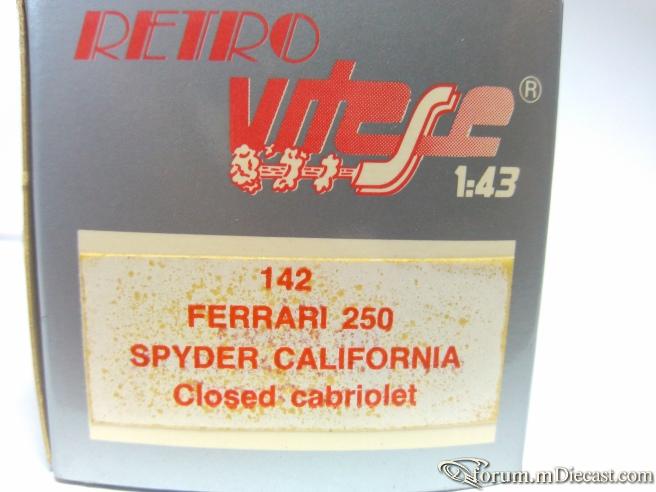 RETRO
Vitesse ®
1:43
142
FERRARI 250
SPYDER CALIFORNIA
Closed cabriolet
forum.mDiecast.com